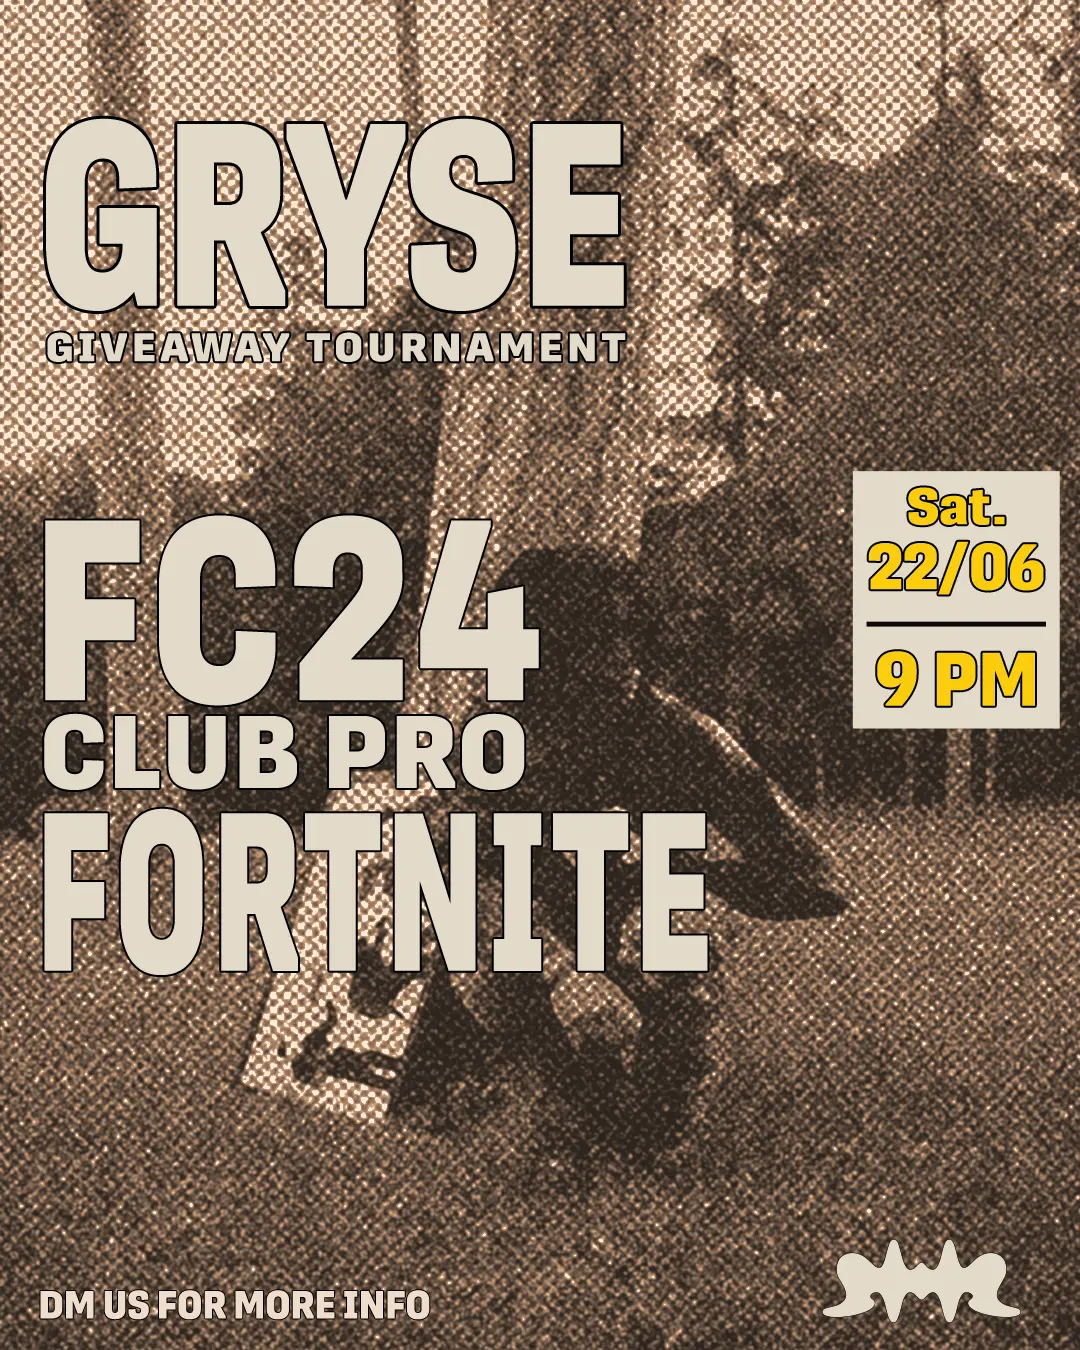 GRYSE
GIVEAWAY TOURNAMENT
FC24
CLUB PRO
FORTNITE
Sat.
22/06
9 PM
DM US FOR MORE INFO